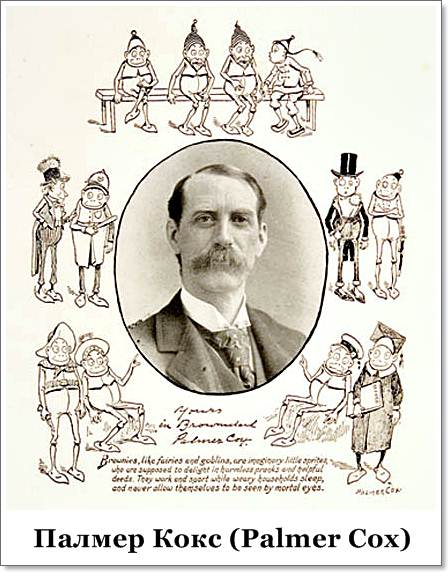 Yours
in Brownieland
Palmer Cox.
Brownies, like fairies and goblins, are imaginary little sprites,
who are supposed to delight in harmless pranks and helpful
deeds. They work and sport while weary households sleep,
and never allow themselves to be seen by mortal eyes.
PALMER COX
Палмер Кокс (Palmer Cox)